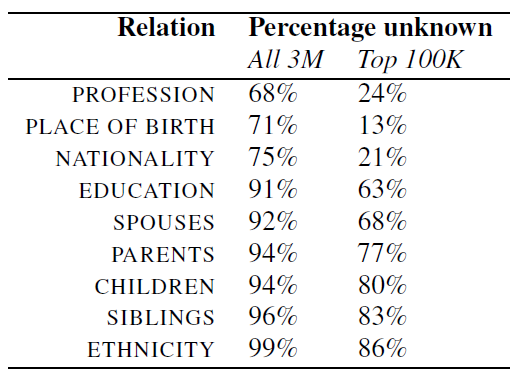 Relation Percentage unknown
All 3M Top 100K
PROFESSION 68% 24%
PLACE OF BIRTH 71% 13%
NATIONALITY 75% 21%
EDUCATION 91% 63%
SPOUSES 92% 68%
PARENTS 94% 77%
CHILDREN 94% 80%
SIBLINGS 96% 83%
ETHNICITY 99% 86%